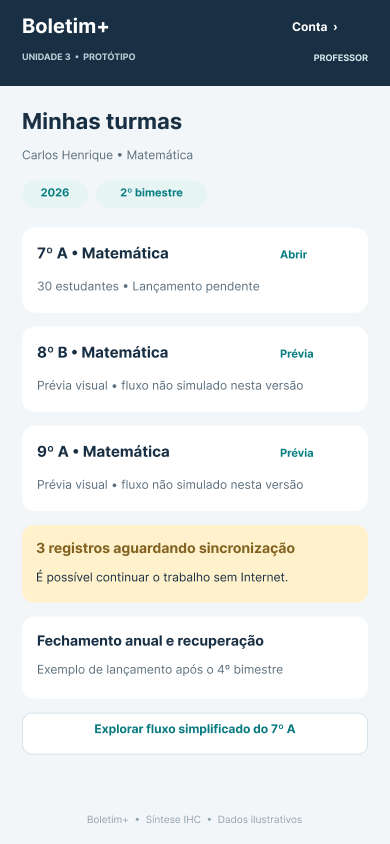 Boletim+
Conta ›
UNIDADE 3 • PROTÓTIPO
PROFESSOR
Minhas turmas
Carlos Henrique • Matemática
2026
2º bimestre
7º A • Matemática
Abrir
30 estudantes • Lançamento pendente
8º B • Matemática
Prévia
Prévia visual • fluxo não simulado nesta versão
9º A • Matemática
Prévia
Prévia visual • fluxo não simulado nesta versão
3 registros aguardando sincronização
É possível continuar o trabalho sem Internet.
Fechamento anual e recuperação
Exemplo de lançamento após o 4º bimestre
Explorar fluxo simplificado do 7º A
Boletim+ • Síntese IHC • Dados ilustrativos